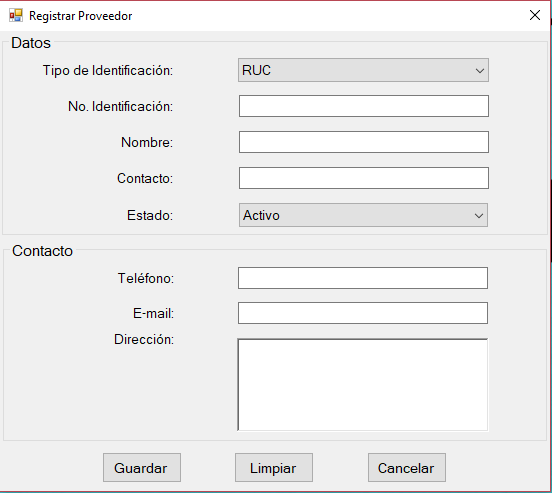 Registrar Proveedor
Datos
Tipo de Identificación: RUC
No. Identificación:
Nombre:
Contacto:
Estado: Activo
Contacto
Teléfono:
E-mail:
Dirección:
Guardar Limpiar Cancelar